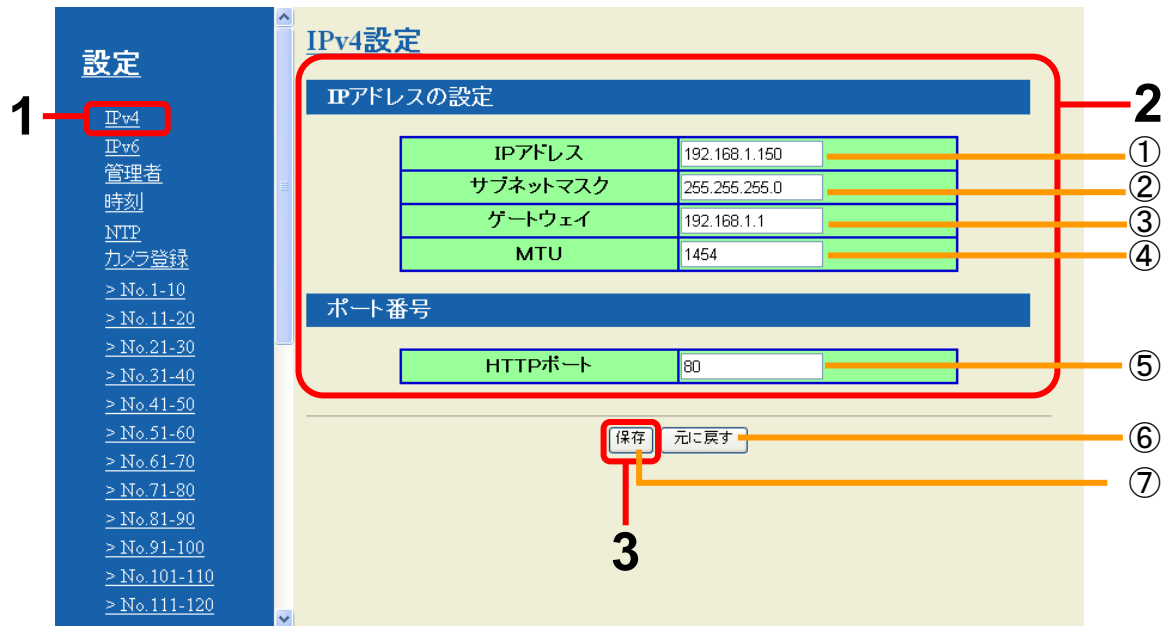 設定
1
IPv4
IPv6
管理者
時刻
NTP
カメラ登録
> No.1-10
> No.11-20
> No.21-30
> No.31-40
> No.41-50
> No.51-60
> No.61-70
> No.71-80
> No.81-90
> No.91-100
> No.101-110
> No.111-120
IPv4設定
2
IPアドレスの設定
IPアドレス 192.168.1.150 ①
サブネットマスク 255.255.255.0 ②
ゲートウェイ 192.168.1.1 ③
MTU 1454 ④
ポート番号
HTTPポート 80 ⑤
保存 元に戻す ⑥
⑦
3